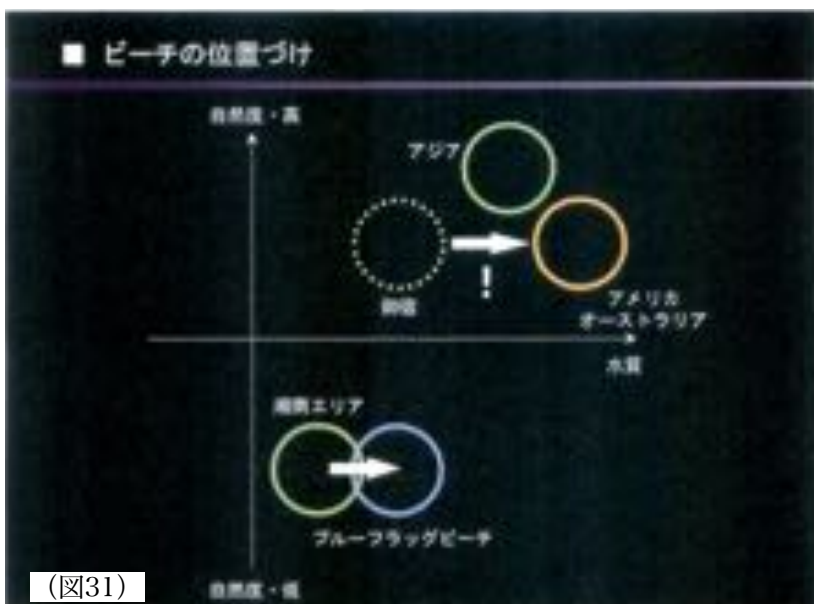 ■ ビーチの位置づけ
自然度・高
アジア
！
アメリカ
オーストラリア
水質
エリア
ブルーフラッグビーチ
自然度・低
(図31)